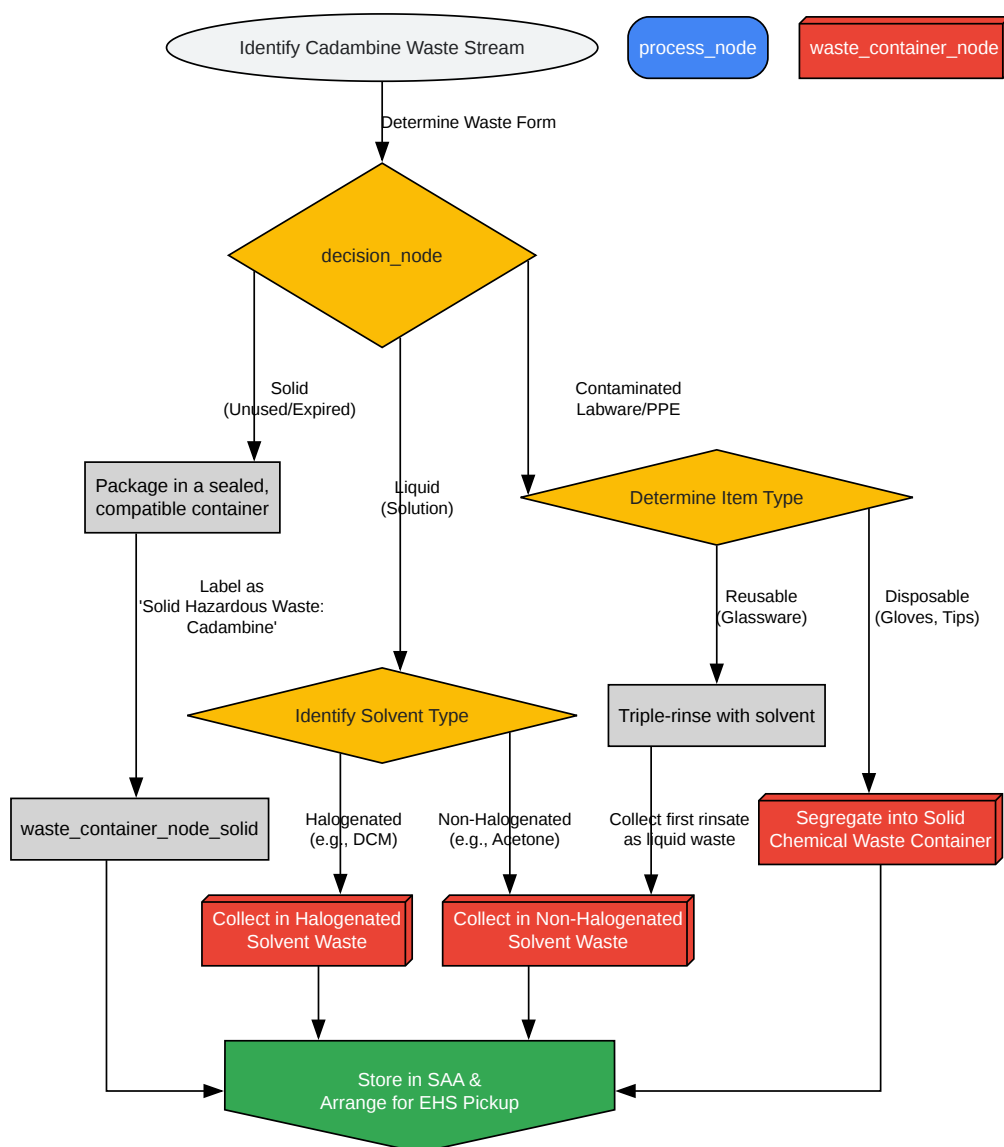 Identify Cadambine Waste Stream
process_node
waste_container_node
Determine Waste Form
decision_node
Solid
(Unused/Expired)
Contaminated
Labware/PPE
Package in a sealed,
compatible container
Liquid
(Solution)
Determine Item Type
Label as
'Solid Hazardous Waste:
Cadambine'
Reusable
(Glassware)
Disposable
(Gloves, Tips)
Identify Solvent Type
Triple-rinse with solvent
waste_container_node_solid
Halogenated
(e.g., DCM)
Non-Halogenated
(e.g., Acetone)
Collect first rinsate
as liquid waste
Segregate into Solid
Chemical Waste Container
Collect in Halogenated
Solvent Waste
Collect in Non-Halogenated
Solvent Waste
Store in SAA &
Arrange for EHS Pickup